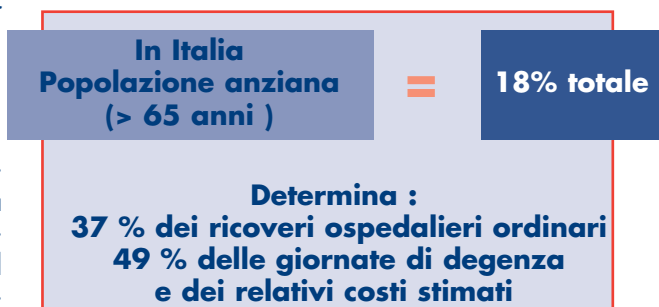 In Italia
Popolazione anziana
(> 65 anni )
=
18% totale
Determina :
37 % dei ricoveri ospedalieri ordinari
49 % delle giornate di degenza
e dei relativi costi stimati